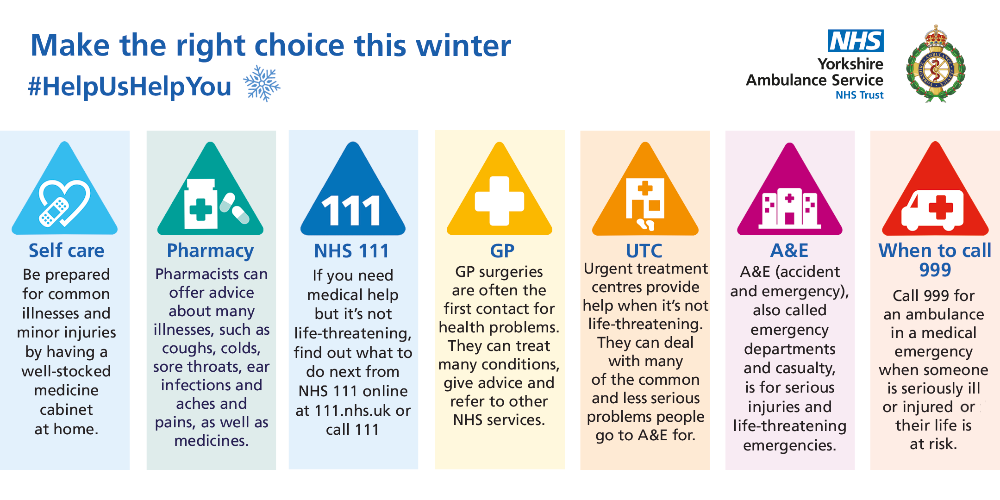 Make the right choice this winter
#HelpUsHelpYou
NHS
Yorkshire
Ambulance Service
NHS Trust
YORKSHIRE • AMBULANCE • SERVICE •
111
Self care
Be prepared
for common
illnesses and
minor injuries
by having a
well-stocked
medicine
cabinet
at home.
Pharmacy
Pharmacists can
offer advice
about many
illnesses, such as
coughs, colds,
sore throats, ear
infections and
aches and
pains, as well as
medicines.
NHS 111
If you need
medical help
but it's not
life-threatening,
find out what to
do next from
NHS 111 online
at 111.nhs.uk or
call 111
GP
GP surgeries
are often the
first contact for
health problems.
They can treat
many conditions,
give advice and
refer to other
NHS services.
UTC
Urgent treatment
centres provide
help when it's not
life-threatening.
They can deal
with many
of the common
and less serious
problems people
go to A&E for.
A&E
A&E (accident
and emergency),
also called
emergency
departments
and casualty,
is for serious
injuries and
life-threatening
emergencies.
When to call
999
Call 999 for
an ambulance
in a medical
emergency
when someone
is seriously ill
or injured or
their life is
at risk.